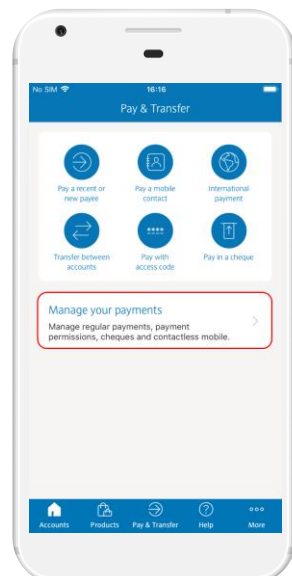 No SIM 16:16
Pay & Transfer
Pay a recent or
new payee
Pay a mobile
contact
International
payment
Transfer between
accounts
Pay with
access code
Pay in a cheque
Manage your payments
Manage regular payments, payment
permissions, cheques and contactless mobile.
Accounts Products Pay & Transfer Help More